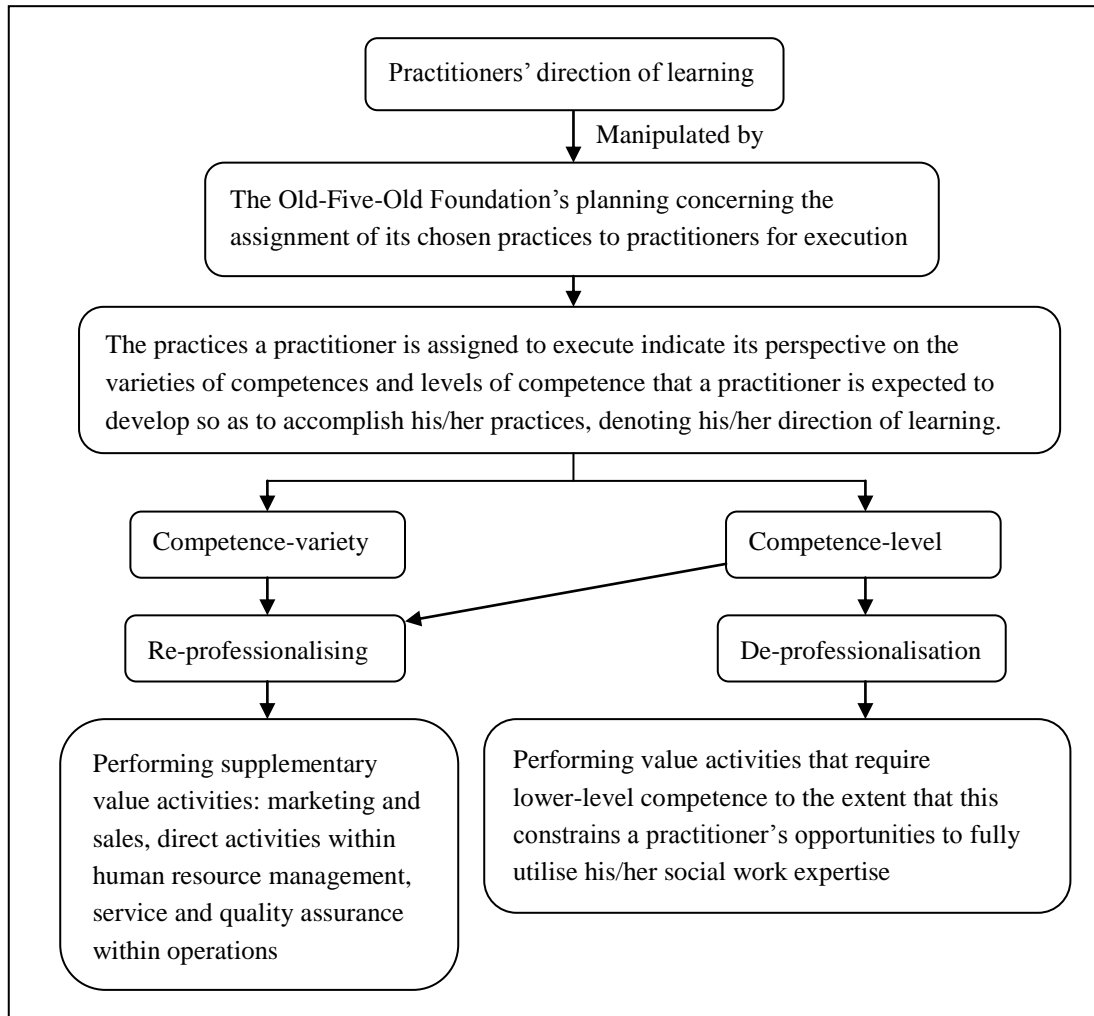 Practitioners’ direction of learning
Manipulated by
The Old-Five-Old Foundation’s planning concerning the
assignment of its chosen practices to practitioners for execution
The practices a practitioner is assigned to execute indicate its perspective on the
varieties of competences and levels of competence that a practitioner is expected to
develop so as to accomplish his/her practices, denoting his/her direction of learning.
Competence-variety
Competence-level
Re-professionalising
De-professionalisation
Performing supplementary
value activities: marketing and
sales, direct activities within
human resource management,
service and quality assurance
within operations
Performing value activities that require
lower-level competence to the extent that this
constrains a practitioner’s opportunities to fully
utilise his/her social work expertise